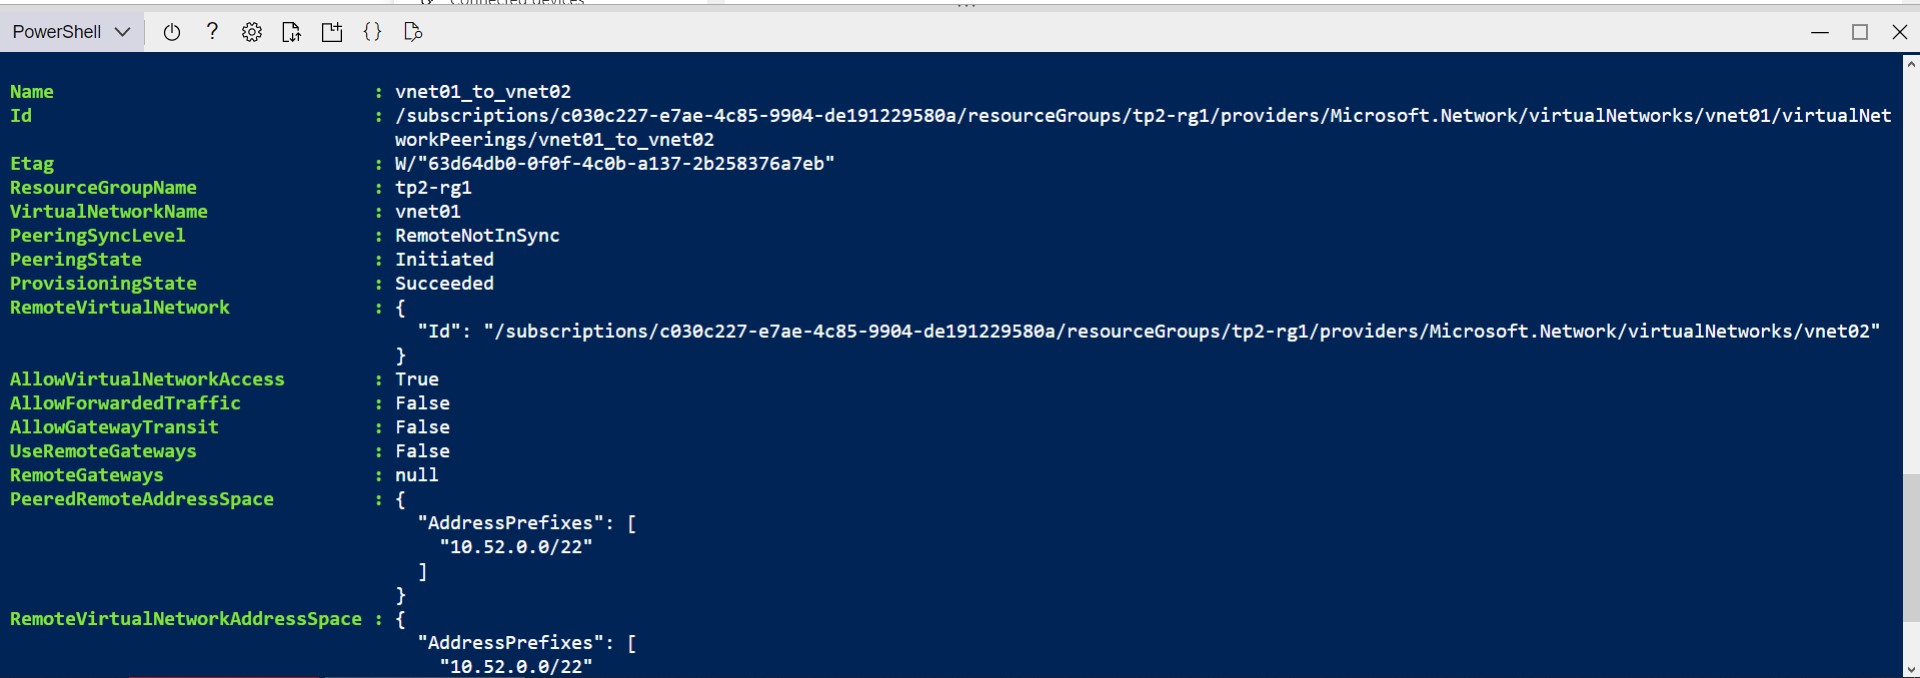 Connected devices
PowerShell
Name : vnet01_to_vnet02
Id : /subscriptions/c030c227-e7ae-4c85-9904-de191229580a/resourceGroups/tp2-rg1/providers/Microsoft.Network/virtualNetworks/vnet01/virtualNet
workPeerings/vnet01_to_vnet02
Etag : W/"63d64db0-0f0f-4c0b-a137-2b258376a7eb"
ResourceGroupName : tp2-rg1
VirtualNetworkName : vnet01
PeeringSyncLevel : RemoteNotInSync
PeeringState : Initiated
ProvisioningState : Succeeded
RemoteVirtualNetwork : {
"Id": "/subscriptions/c030c227-e7ae-4c85-9904-de191229580a/resourceGroups/tp2-rg1/providers/Microsoft.Network/virtualNetworks/vnet02"
}
AllowVirtualNetworkAccess : True
AllowForwardedTraffic : False
AllowGatewayTransit : False
UseRemoteGateways : False
RemoteGateways : null
PeeredRemoteAddressSpace : {
"AddressPrefixes": [
"10.52.0.0/22"
]
}
RemoteVirtualNetworkAddressSpace : {
"AddressPrefixes": [
"10.52.0.0/22"